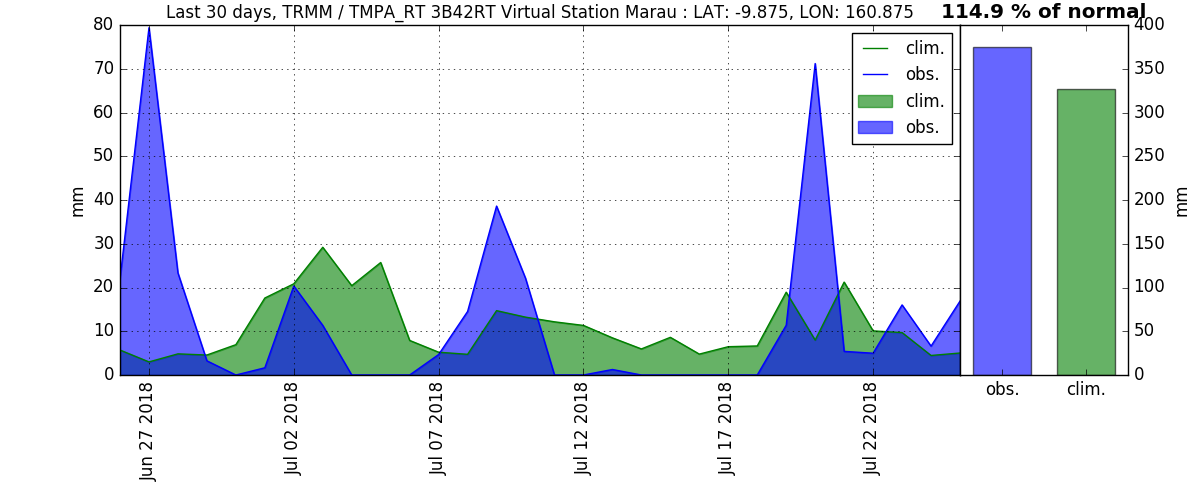 Last 30 days, TRMM / TMPA_RT 3B42RT Virtual Station Marau : LAT: -9.875, LON: 160.875
114.9 % of normal
mm
80
70
60
50
40
30
20
10
0
clim.
obs.
clim.
obs.
Jun 27 2018
Jul 02 2018
Jul 07 2018
Jul 12 2018
Jul 17 2018
Jul 22 2018
400
350
300
250
200
150
100
50
0
mm
obs.
clim.